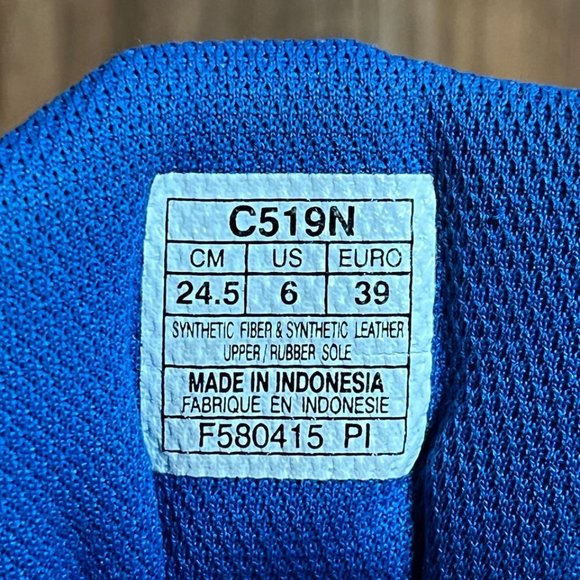 C519N
CM US EURO
24.5 6 39
SYNTHETIC FIBER & SYNTHETIC LEATHER
UPPER / RUBBER SOLE
MADE IN INDONESIA
FABRIQUE EN INDONESIE
F580415 PI